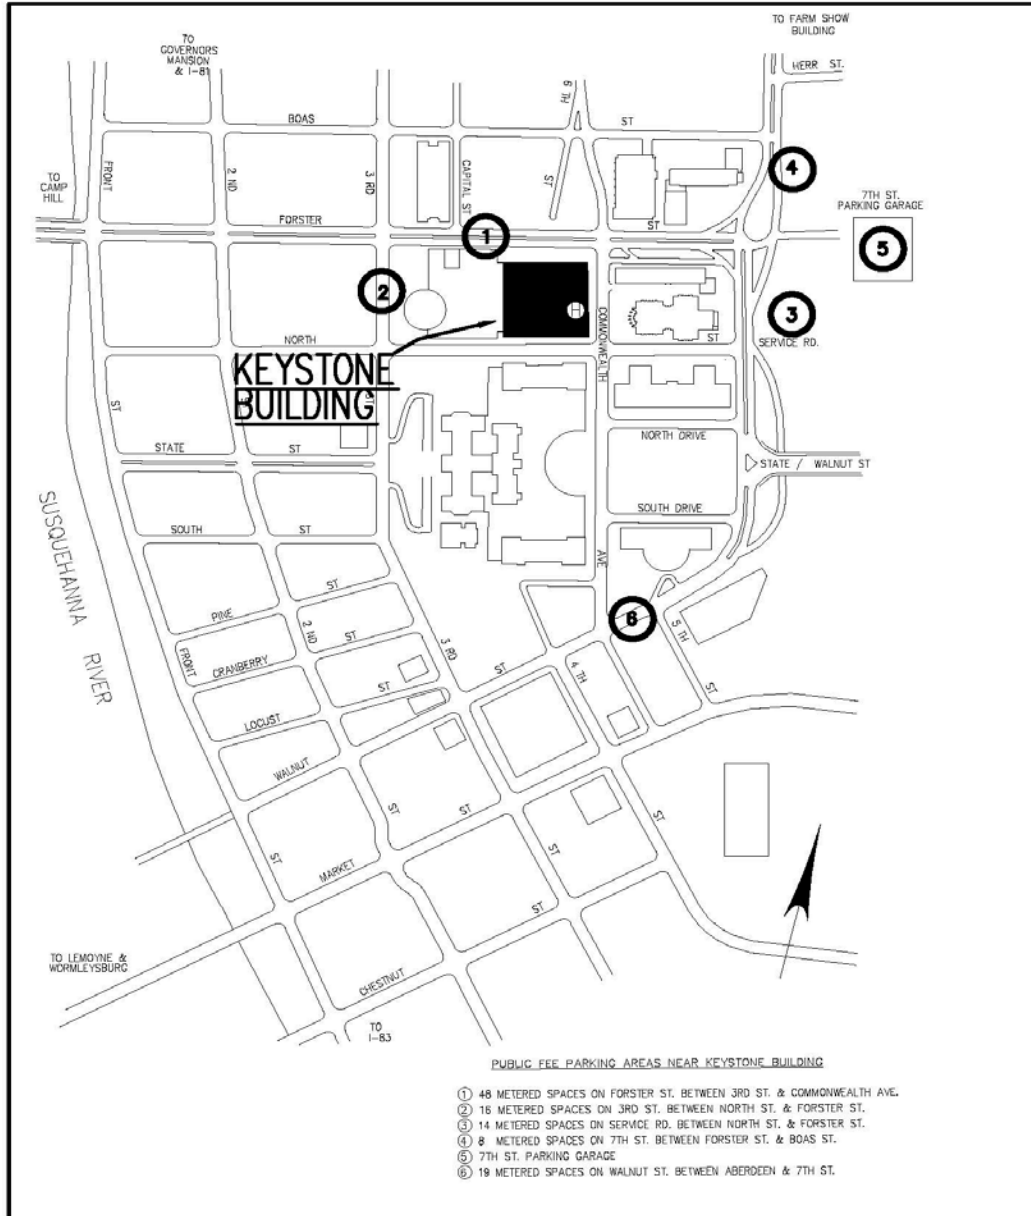 TO FARM SHOW
BUILDING
TO
GOVERNORS
MANSION
& I-81
HERR ST.
6 TH
BOAS
ST
TO
CAMP
HILL
FRONT
2 ND
3 RD
CAPITAL ST
ST
4
7TH ST.
PARKING GARAGE
FORSTER
ST
1
5
2
H
COMMONWEALTH
3
NORTH
ST
SERVICE RD.
KEYSTONE
BUILDING
ST
ST
STATE
ST
NORTH DRIVE
STATE / WALNUT ST
SUSQUEHANNA
RIVER
SOUTH
ST
SOUTH DRIVE
AVE
ST
PINE
2 ND
ST
6
5 TH
FRONT
CRANBERRY
3 RD
ST
4 TH
ST
ST
LOCUST
WALNUT
ST
ST
ST
ST
ST
MARKET
ST
TO LEMOYNE &
WORMLEYSBURG
CHESTNUT
TO
I-83
PUBLIC FEE PARKING AREAS NEAR KEYSTONE BUILDING
1 48 METERED SPACES ON FORSTER ST. BETWEEN 3RD ST. & COMMONWEALTH AVE.
2 16 METERED SPACES ON 3RD ST. BETWEEN NORTH ST. & FORSTER ST.
3 14 METERED SPACES ON SERVICE RD. BETWEEN NORTH ST. & FORSTER ST.
4 8 METERED SPACES ON 7TH ST. BETWEEN FORSTER ST. & BOAS ST.
5 7TH ST. PARKING GARAGE
6 19 METERED SPACES ON WALNUT ST. BETWEEN ABERDEEN & 7TH ST.